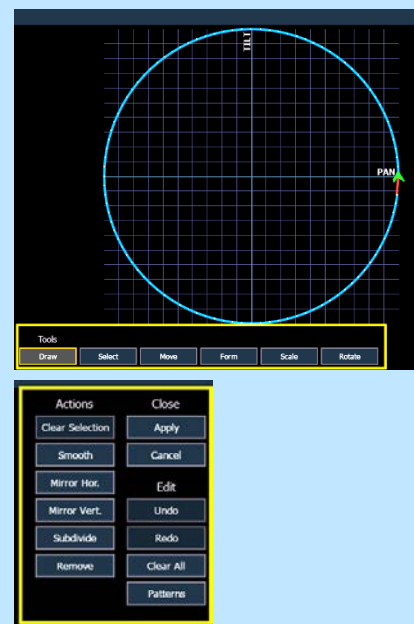 TILT
PAN
Tools
Draw Select Move Form Scale Rotate
Actions Close
Clear Selection Apply
Smooth Cancel
Mirror Hor. Edit
Mirror Vert. Undo
Subdivide Redo
Remove Clear All
Patterns